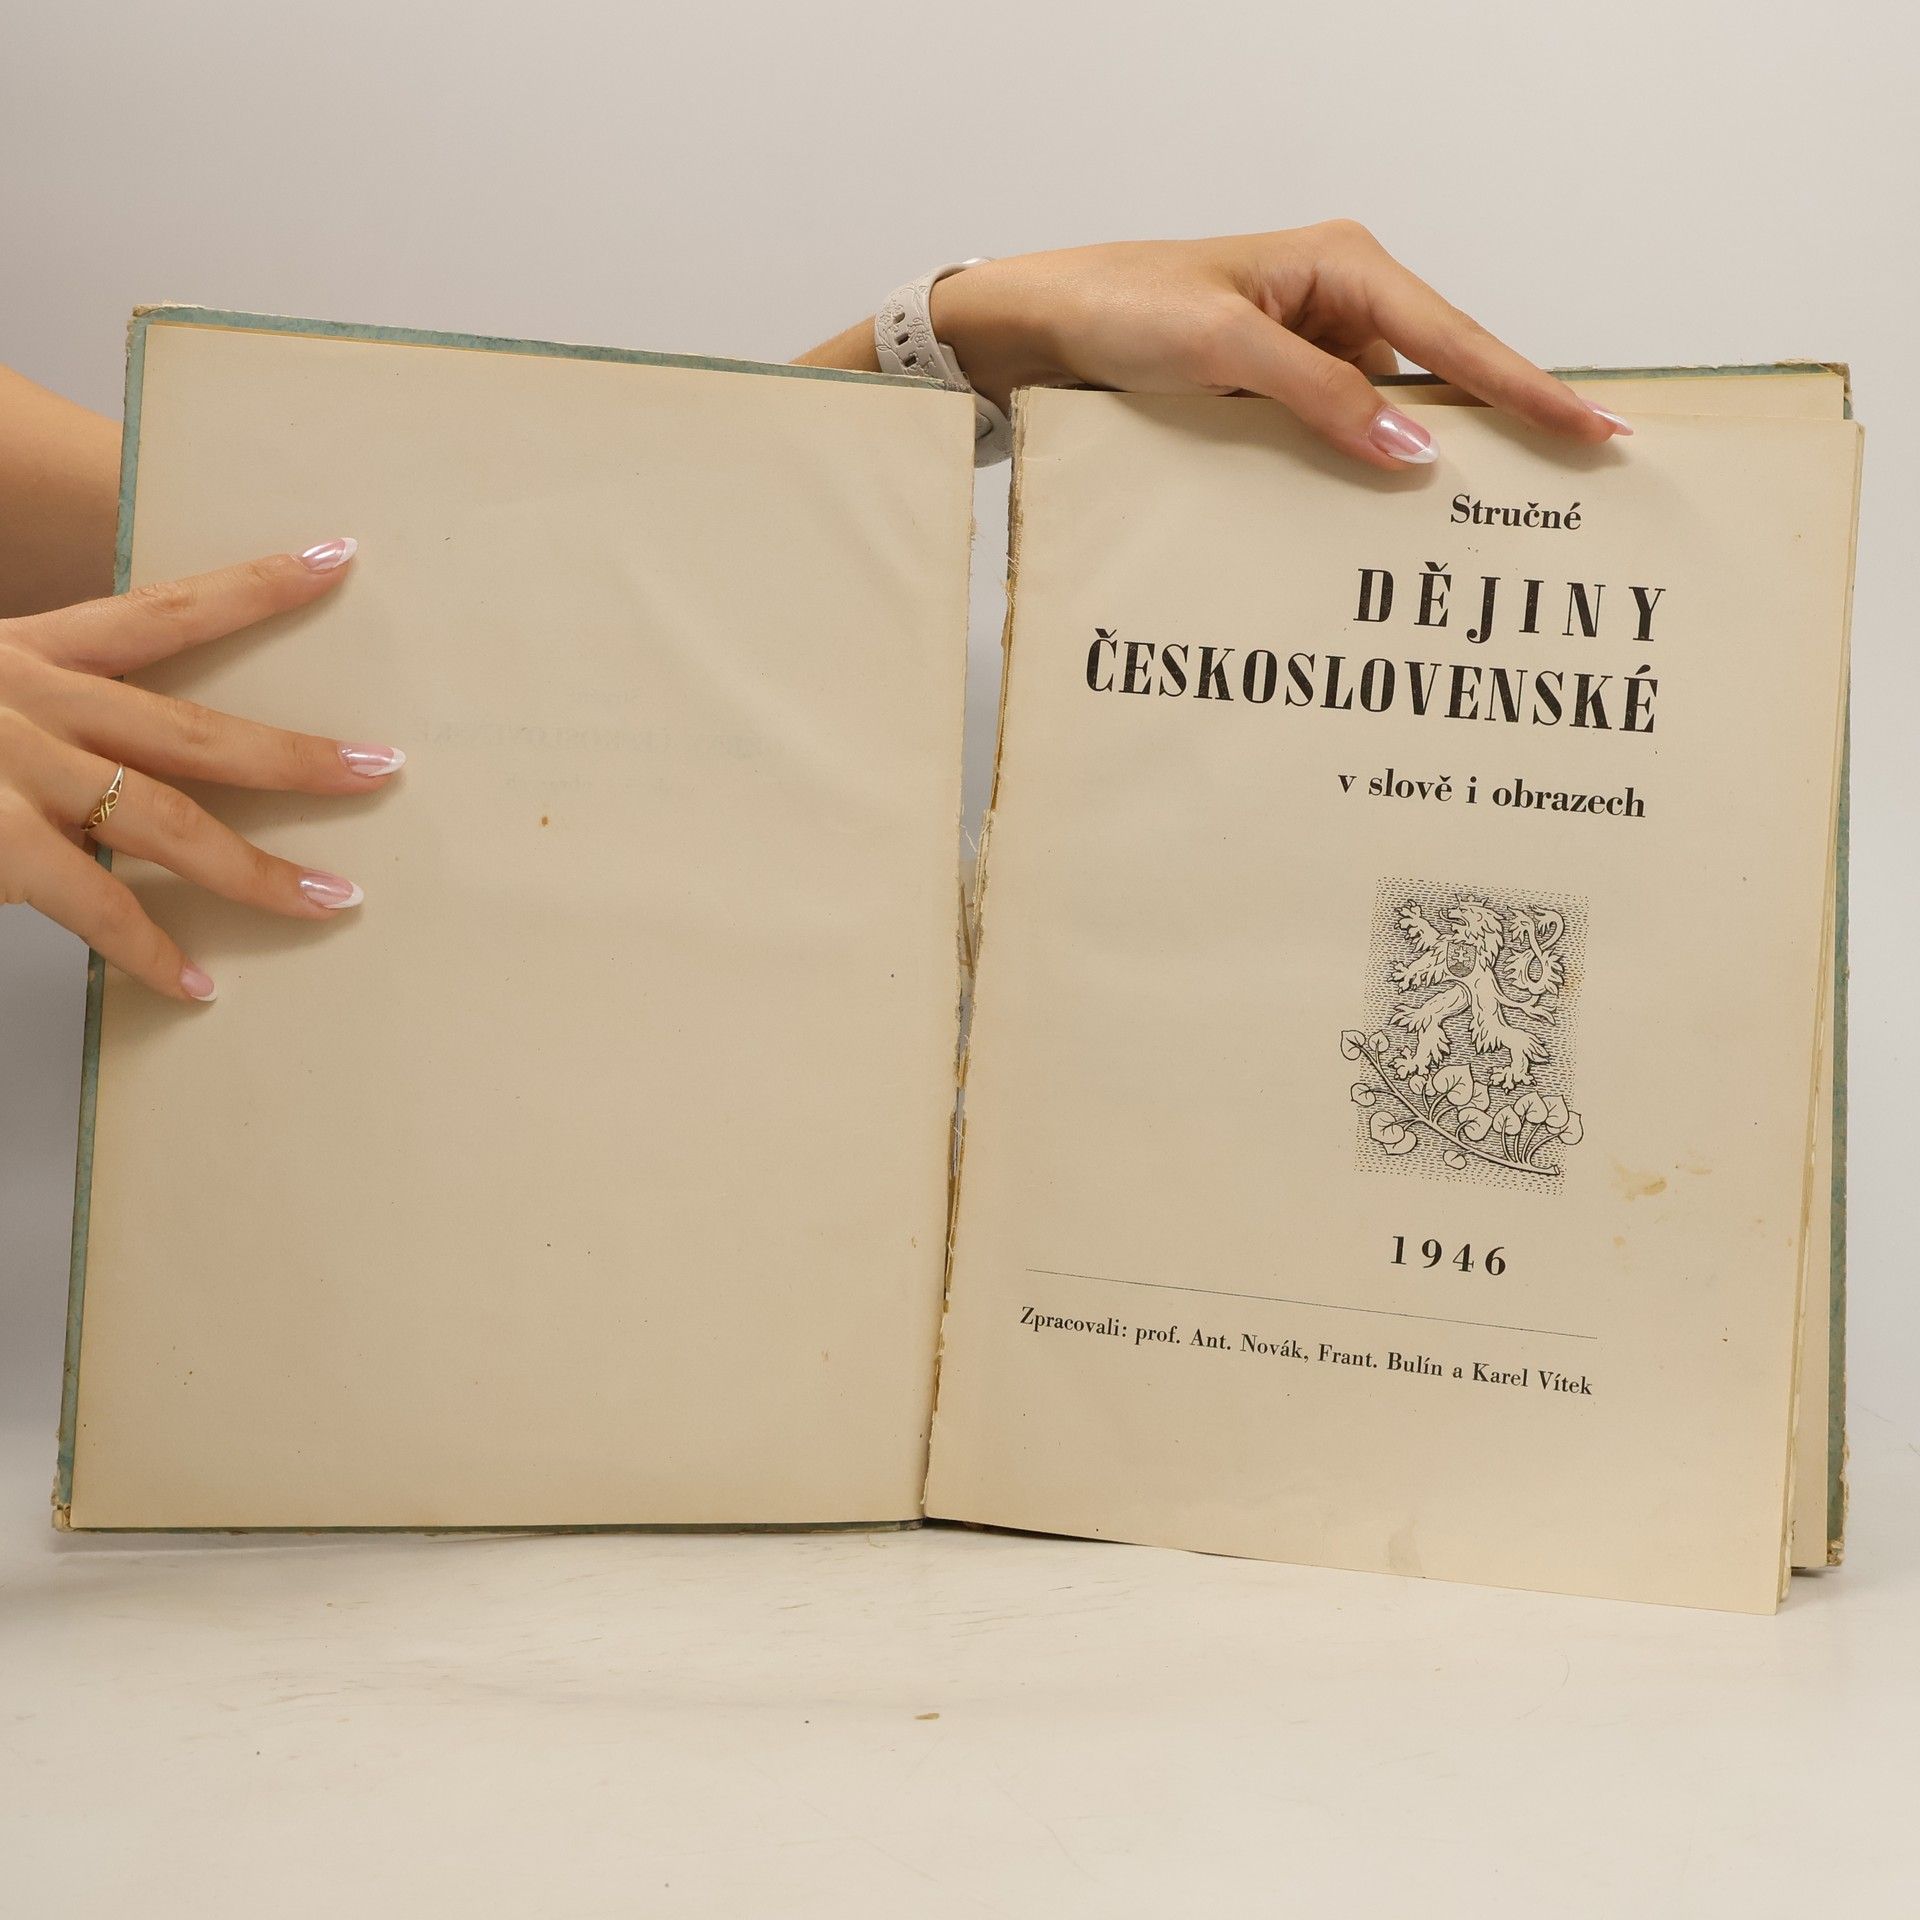 Stručné
DĚJINY
ČESKOSLOVENSKÉ
v slově i obrazech
1946
Zpracovali: prof. Ant. Novák, Frant. Bulín a Karel Vítek